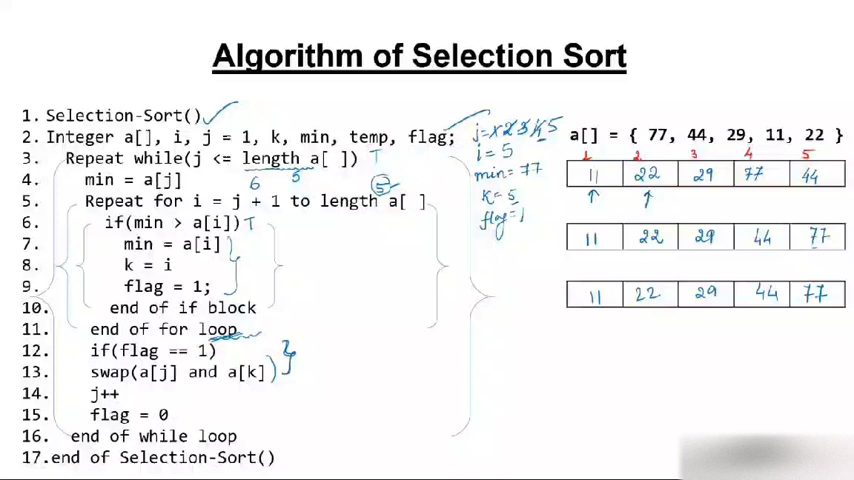 Algorithm of Selection Sort
1. Selection-Sort()
2. Integer a[], i, j = 1, k, min, temp, flag;
3. Repeat while(j <= length a[ ]) T
4. min = a[j] 6 5 5
5. Repeat for i = j + 1 to length a[ ]
6. if(min > a[i]) T
7. min = a[i]
8. k = i
9. flag = 1;
10. end of if block
11. end of for loop
12. if(flag == 1)
13. swap(a[j] and a[k])
14. j++
15. flag = 0
16. end of while loop
17.end of Selection-Sort()
i = 5
min = 77
k = 5
flag = 1
a[] = { 77, 44, 29, 11, 22 }
1 2 3 4 5
11 22 29 77 44
11 22 29 44 77
11 22 29 44 77